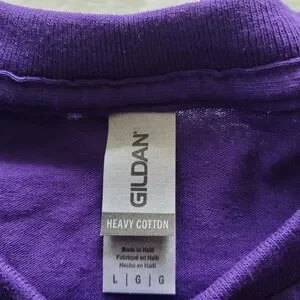 GILDAN
HEAVY COTTON
Made in Haiti
Fabriqué en Haïti
Hecho en Haití
L | G | G